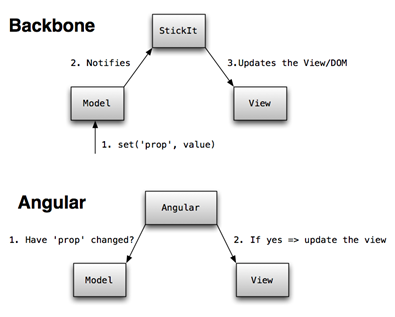 Backbone
StickIt
2. Notifies
3.Updates the View/DOM
Model
View
1. set('prop', value)
Angular
Angular
1. Have 'prop' changed?
2. If yes => update the view
Model
View